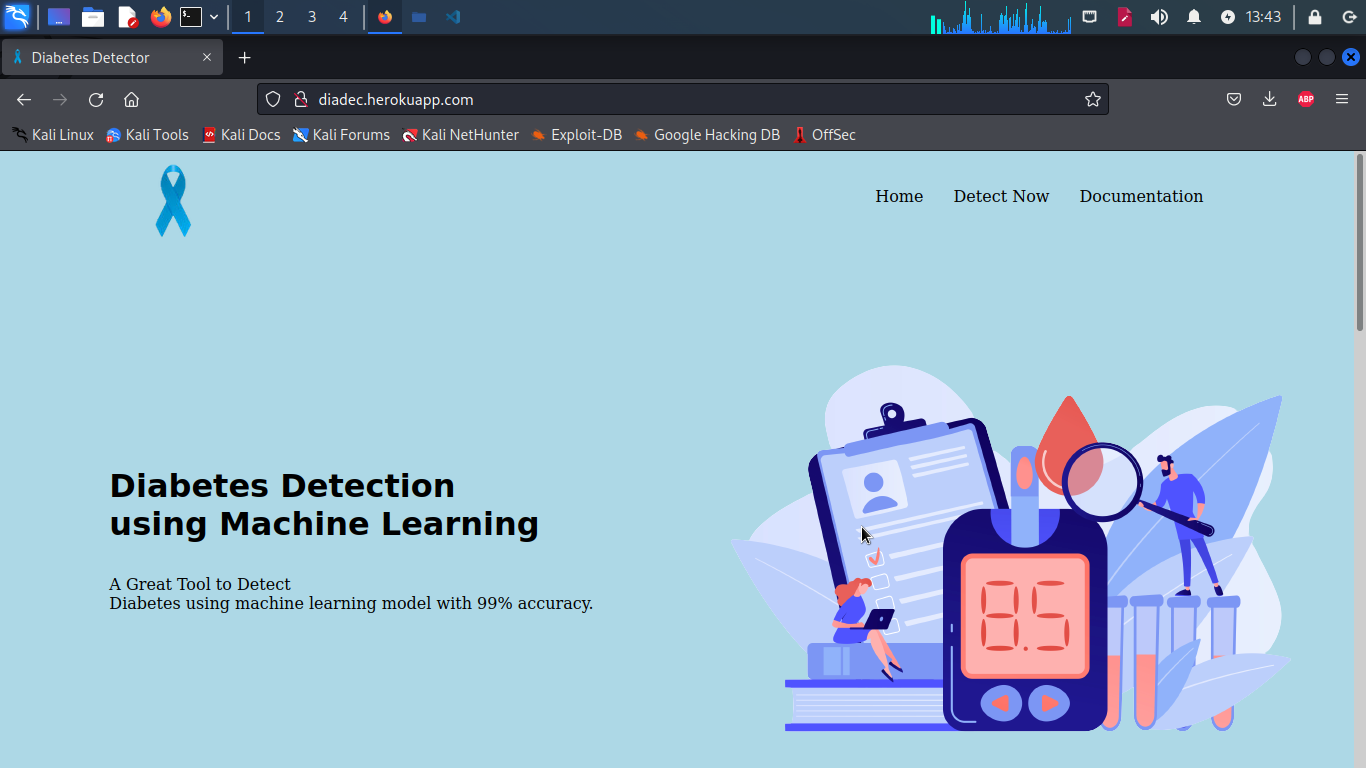 1 2 3 4 13:43
Diabetes Detector
diadec.herokuapp.com
ABP
Kali Linux Kali Tools Kali Docs Kali Forums Kali NetHunter Exploit-DB Google Hacking DB OffSec
Home Detect Now Documentation
Diabetes Detection
using Machine Learning
A Great Tool to Detect
Diabetes using machine learning model with 99% accuracy.
8.5